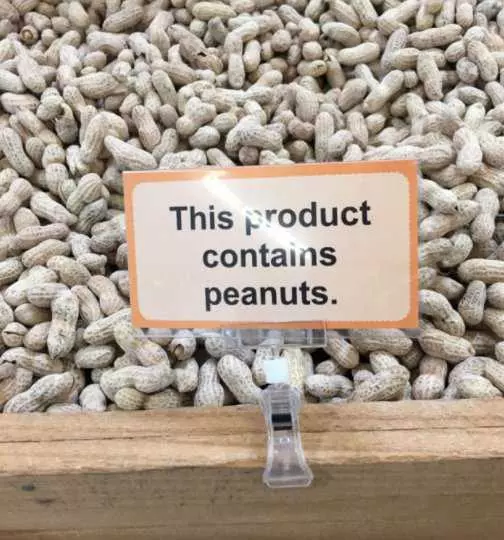 This product
contains
peanuts.